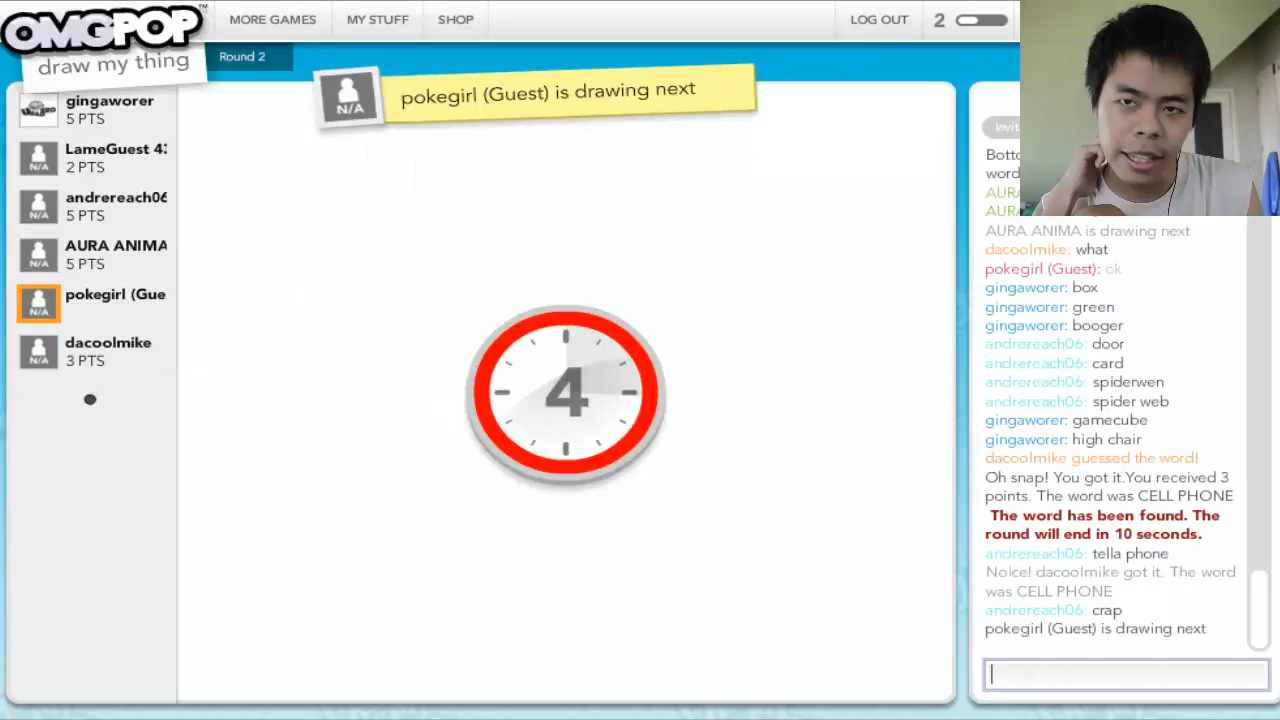 OMGPOP
™
draw my thing
MORE GAMES
MY STUFF
SHOP
LOG OUT
2
Round 2
N/A
pokegirl (Guest) is drawing next
gingaworer
5 PTS
N/A
LameGuest 43
2 PTS
N/A
andrereach06
5 PTS
N/A
AURA ANIMA
5 PTS
N/A
pokegirl (Gue
N/A
dacoolmike
3 PTS
4
Invit
Botto
word
AURA
AURA
AURA ANIMA is drawing next
dacoolmike: what
pokegirl (Guest): ok
gingaworer: box
gingaworer: green
gingaworer: booger
andrereach06: door
andrereach06: card
andrereach06: spiderwen
andrereach06: spider web
gingaworer: gamecube
gingaworer: high chair
dacoolmike guessed the word!
Oh snap! You got it.You received 3
points. The word was CELL PHONE
The word has been found. The
round will end in 10 seconds.
andrereach06: tella phone
Noice! dacoolmike got it. The word
was CELL PHONE
andrereach06: crap
pokegirl (Guest) is drawing next